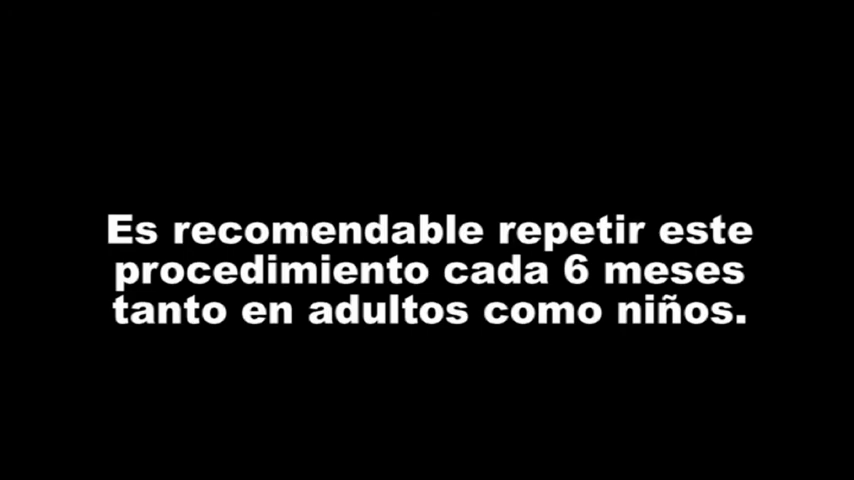 Es recomendable repetir este
procedimiento cada 6 meses
tanto en adultos como niños.